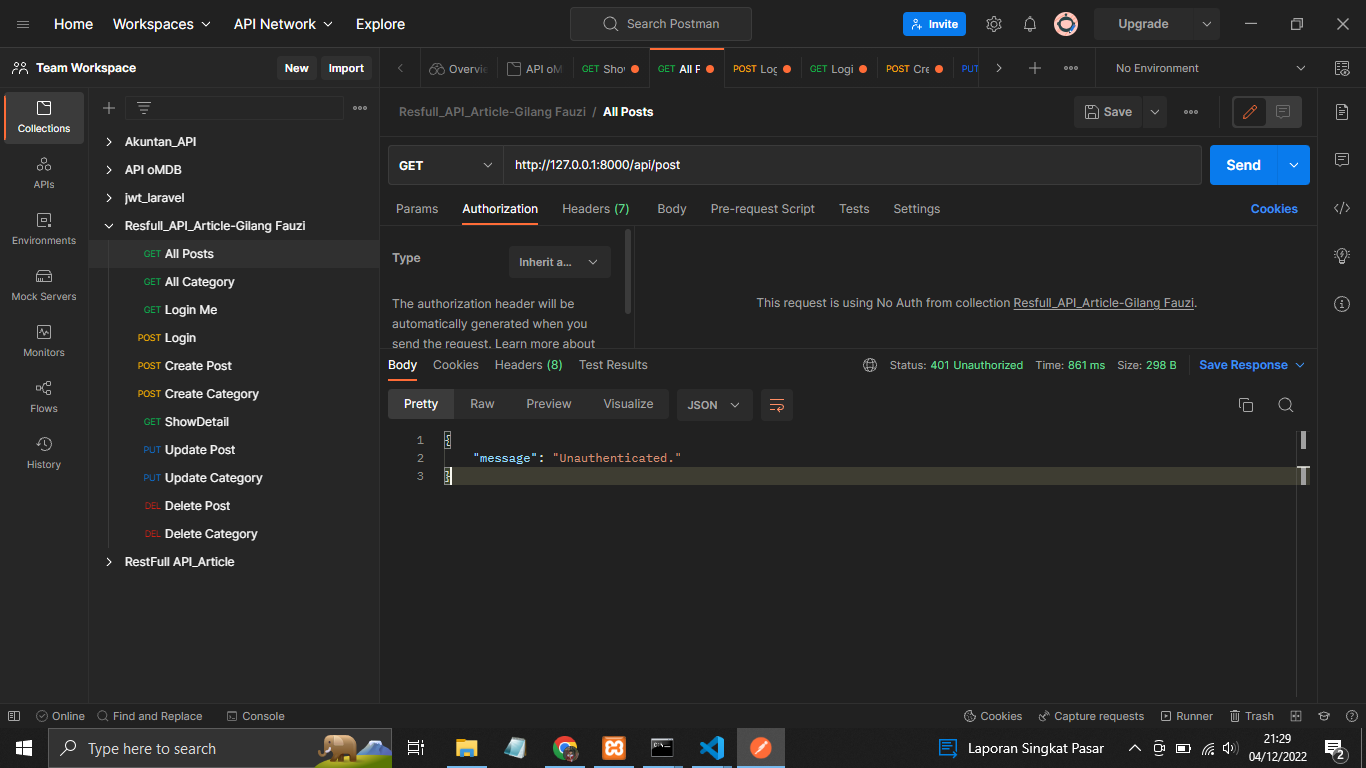 Home Workspaces API Network Explore Search Postman Invite Upgrade
Team Workspace New Import Overvie API oM GET Sho GET All F POST Log GET Logi POST Cre PUT No Environment
Resfull_API_Article-Gilang Fauzi / All Posts Save
GET http://127.0.0.1:8000/api/post Send
Params Authorization Headers (7) Body Pre-request Script Tests Settings Cookies
Type Inherit a...
The authorization header will be
automatically generated when you
send the request. Learn more about
This request is using No Auth from collection Resfull_API_Article-Gilang Fauzi.
Collections
APIs
Environments
Mock Servers
Monitors
Flows
History
Akuntan_API
API oMDB
jwt_laravel
Resfull_API_Article-Gilang Fauzi
GET All Posts
GET All Category
GET Login Me
POST Login
POST Create Post
POST Create Category
GET ShowDetail
PUT Update Post
PUT Update Category
DEL Delete Post
DEL Delete Category
RestFull API_Article
Body Cookies Headers (8) Test Results Status: 401 Unauthorized Time: 861 ms Size: 298 B Save Response
Pretty Raw Preview Visualize JSON
1 {
2 "message": "Unauthenticated."
3 }
Online Find and Replace Console Cookies Capture requests Runner Trash
Type here to search Laporan Singkat Pasar 21:29
04/12/2022 2